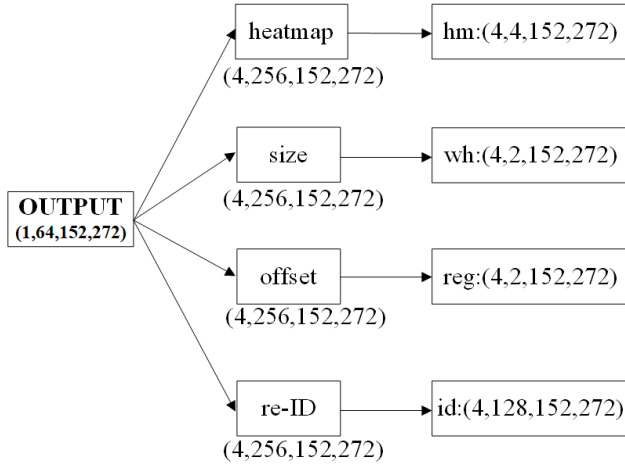 heatmap
(4,256,152,272)
hm:(4,4,152,272)
size
(4,256,152,272)
wh:(4,2,152,272)
OUTPUT
(1,64,152,272)
offset
(4,256,152,272)
reg:(4,2,152,272)
re-ID
(4,256,152,272)
id:(4,128,152,272)